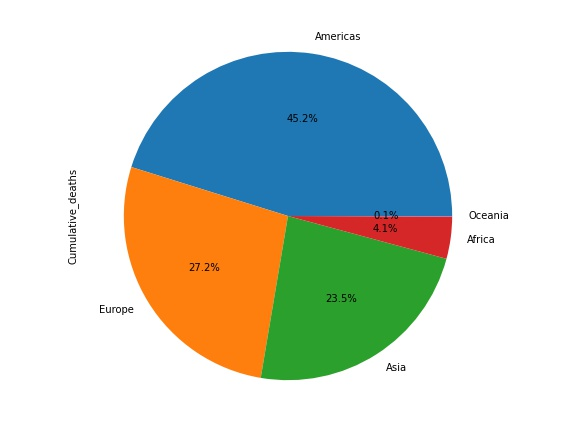 Americas
45.2%
Cumulative_deaths
0.1%
Oceania
4.1%
Africa
27.2%
23.5%
Europe
Asia